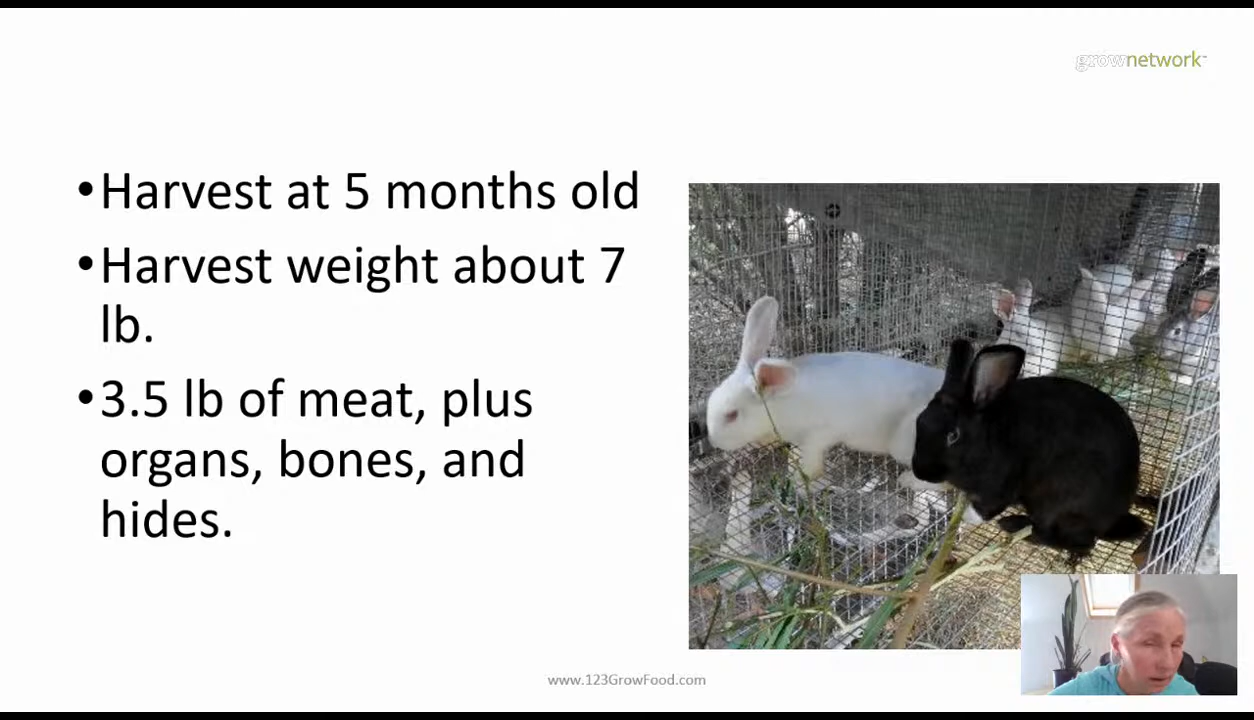 grownetwork™
•Harvest at 5 months old
•Harvest weight about 7
lb.
•3.5 lb of meat, plus
organs, bones, and
hides.
www.123GrowFood.com